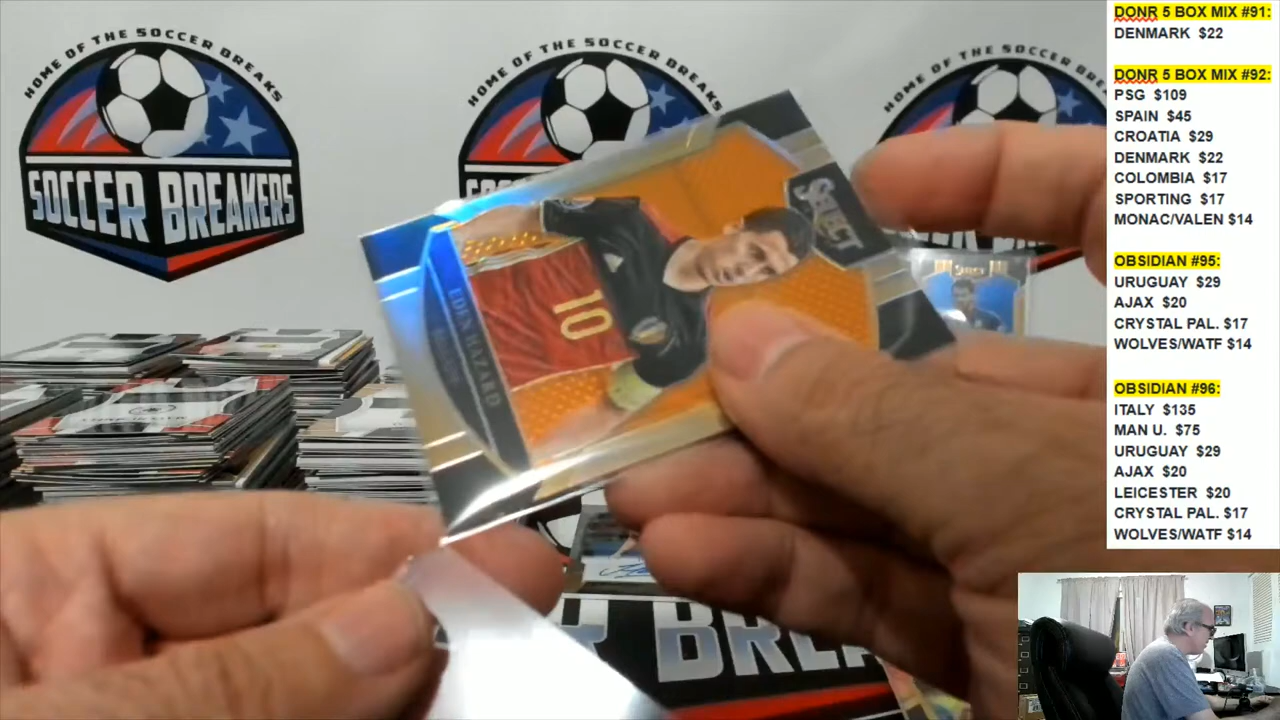 HOME OF THE SOCCER BREAKS
SOCCER BREAKERS
HOME OF THE SOCCER BREAKS
HOME OF THE
SELECT
EDEN HAZARD
10
SELECT
BREA
DONR 5 BOX MIX #91:
DENMARK $22
DONR 5 BOX MIX #92:
PSG $109
SPAIN $45
CROATIA $29
DENMARK $22
COLOMBIA $17
SPORTING $17
MONAC/VALEN $14
OBSIDIAN #95:
URUGUAY $29
AJAX $20
CRYSTAL PAL. $17
WOLVES/WATF $14
OBSIDIAN #96:
ITALY $135
MAN U. $75
URUGUAY $29
AJAX $20
LEICESTER $20
CRYSTAL PAL. $17
WOLVES/WATF $14